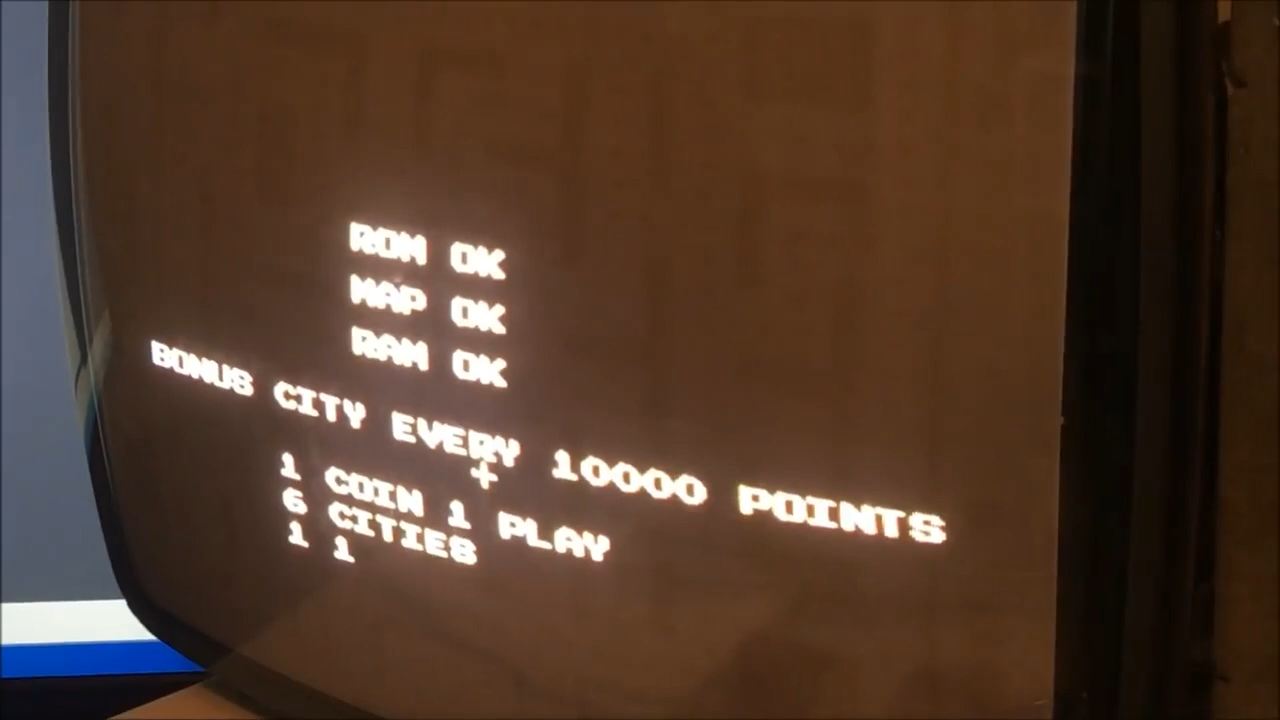 ROM OK
MAP OK
RAM OK
BONUS CITY EVERY 10000 POINTS
+
1 COIN 1 PLAY
6 CITIES
1 1